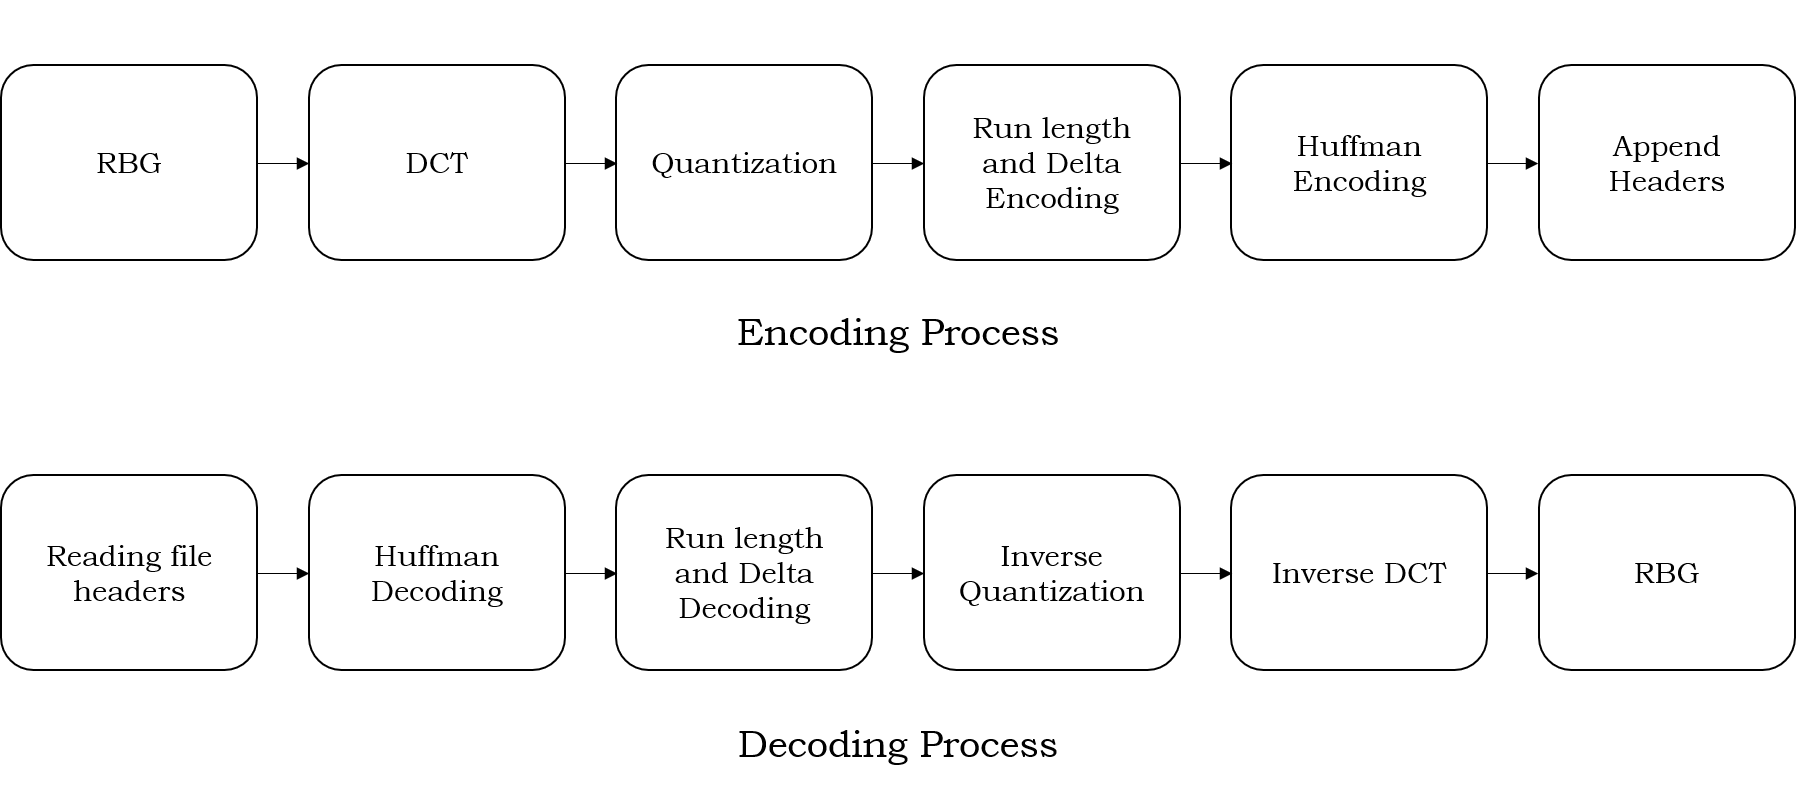 RBG
DCT
Quantization
Run length
and Delta
Encoding
Huffman
Encoding
Append
Headers
Encoding Process
Reading file
headers
Huffman
Decoding
Run length
and Delta
Decoding
Inverse
Quantization
Inverse DCT
RBG
Decoding Process